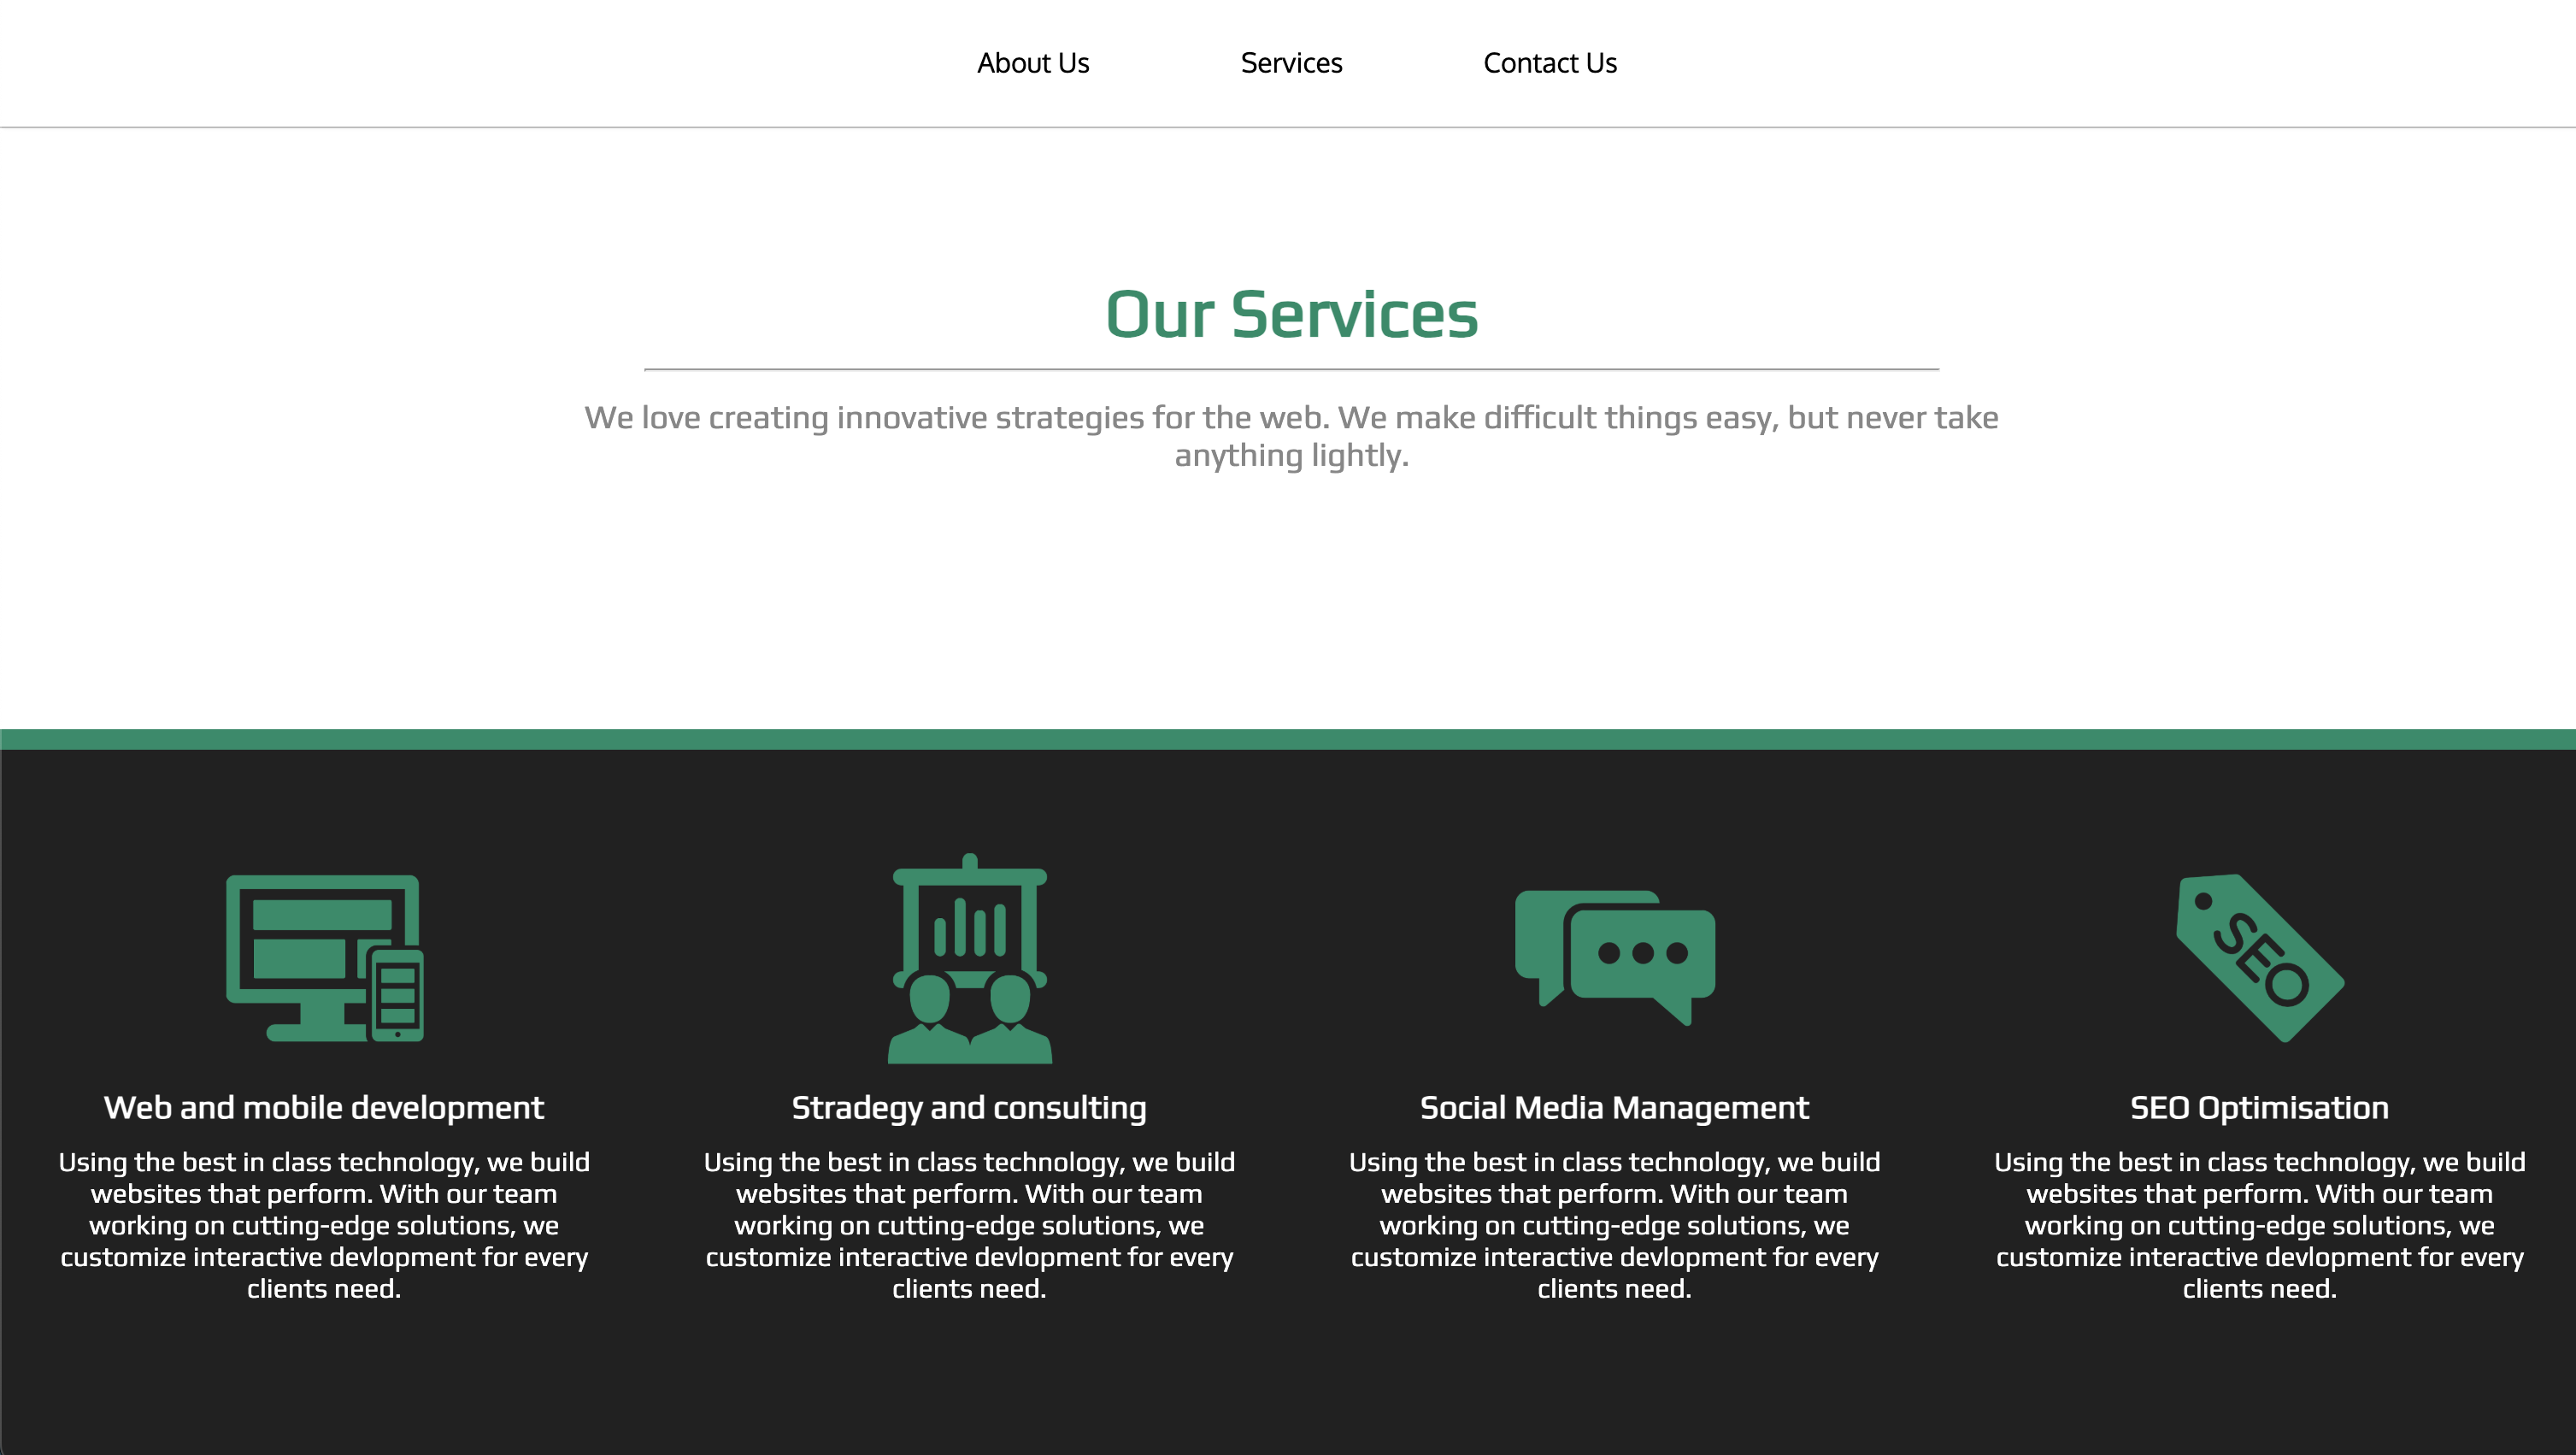 About Us Services Contact Us
Our Services
We love creating innovative strategies for the web. We make difficult things easy, but never take
anything lightly.
SEO
Web and mobile development
Using the best in class technology, we build
websites that perform. With our team
working on cutting-edge solutions, we
customize interactive devlopment for every
clients need.
Stradegy and consulting
Using the best in class technology, we build
websites that perform. With our team
working on cutting-edge solutions, we
customize interactive devlopment for every
clients need.
Social Media Management
Using the best in class technology, we build
websites that perform. With our team
working on cutting-edge solutions, we
customize interactive devlopment for every
clients need.
SEO Optimisation
Using the best in class technology, we build
websites that perform. With our team
working on cutting-edge solutions, we
customize interactive devlopment for every
clients need.